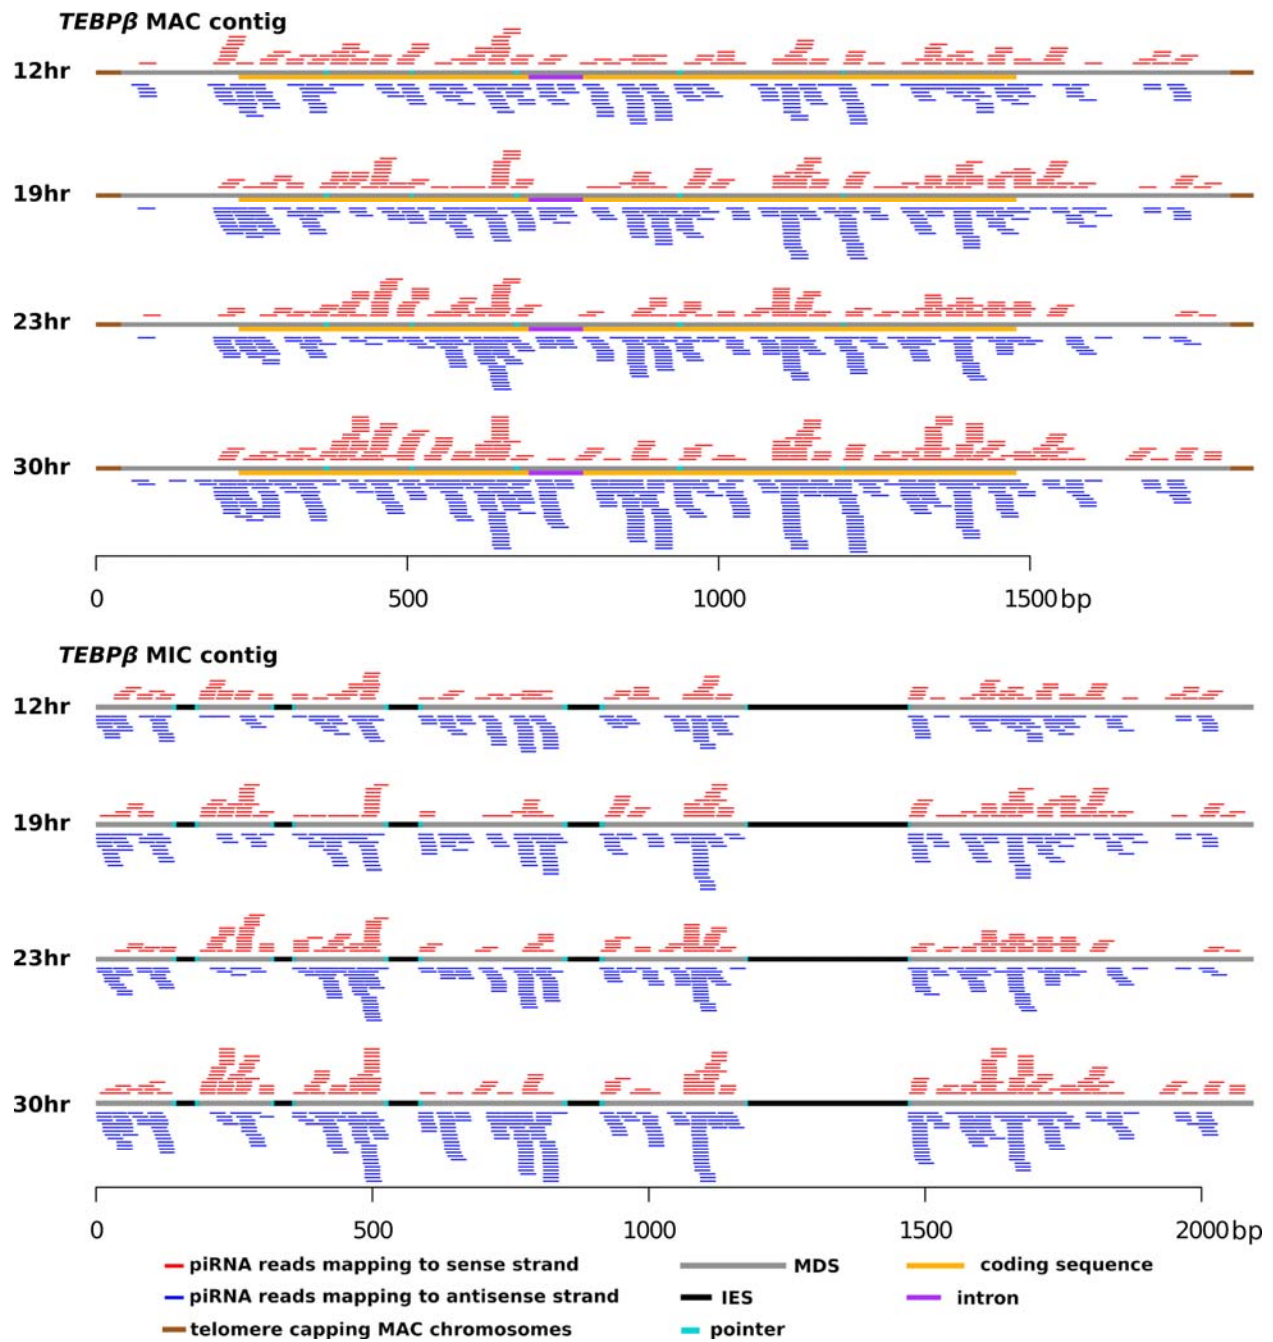 TEBPβ MAC contig
12hr
19hr
23hr
30hr
0 500 1000 1500bp
TEBPβ MIC contig
12hr
19hr
23hr
30hr
0 500 1000 1500 2000bp
piRNA reads mapping to sense strand MDS coding sequence
piRNA reads mapping to antisense strand IES intron
telomere capping MAC chromosomes pointer